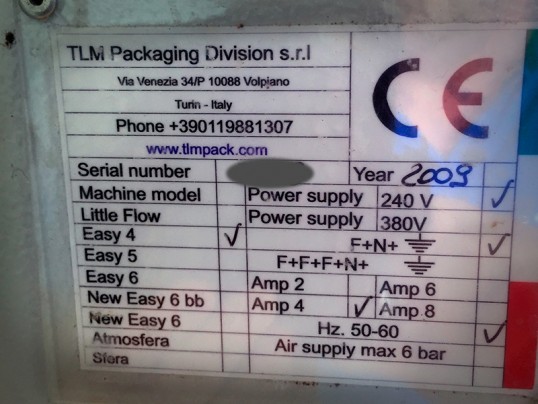 TLM Packaging Division s.r.l
Via Venezia 34/P 10088 Volpiano
Turin - Italy
Phone +390119881307
www.tlmpack.com
CE
Serial number Year 2009
Machine model Power supply 240 V ✓
Little Flow Power supply 380V
Easy 4 ✓ F+N+ ⏚ ✓
Easy 5 F+F+F+N+ ⏚
Easy 6 Amp 2 Amp 6
New Easy 6 bb Amp 4 ✓ Amp 8
New Easy 6 Hz. 50-60 ✓
Atmosfera Air supply max 6 bar
Sfera